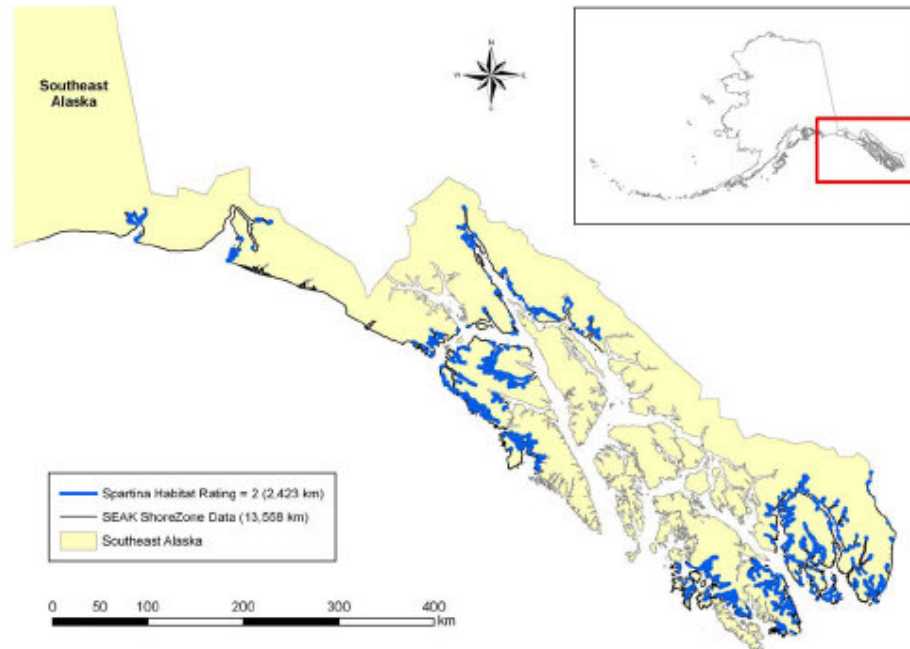 Southeast
Alaska
N
W
E
S
Spartina Habitat Rating = 2 (2,423 km)
SEAK ShoreZone Data (13,558 km)
Southeast Alaska
0 50 100 200 300 400
km